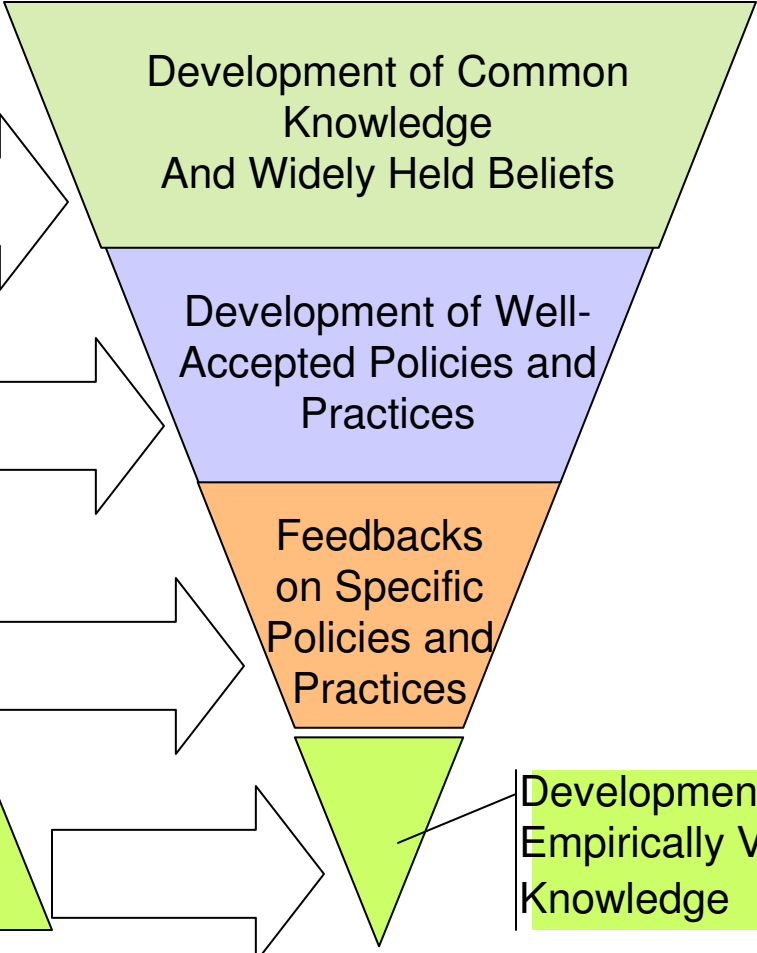 Development of Common
Knowledge
And Widely Held Beliefs
Development of Well-
Accepted Policies and
Practices
Feedbacks
on Specific
Policies and
Practices
Empirically
Knowledge